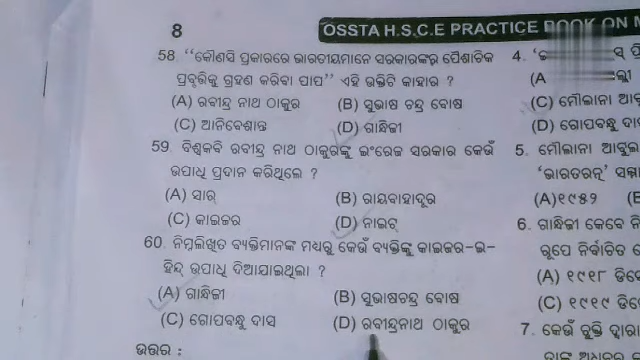 8
OSSTA H.S.C.E PRACTICE BOOK ON M
58. "କୌଣସି ପ୍ରକାରରେ ଭାରତୀୟମାନେ ସରକାରଙ୍କର ପୈଶାଚିକ
ପ୍ରବୃତ୍ତିକୁ ଗ୍ରହଣ କରିବା ପାପ" ଏହି ଉକ୍ତିଟି କାହାର ?
(A) ରବୀନ୍ଦ୍ର ନାଥ ଠାକୁର (B) ସୁଭାଷ ଚନ୍ଦ୍ର ବୋଷ
(C) ଆନିବେଶାନ୍ତ (D) ଗାନ୍ଧିଜୀ
59. ବିଶ୍ୱକବି ରବୀନ୍ଦ୍ର ନାଥ ଠାକୁରଙ୍କୁ ଇଂରେଜ ସରକାର କେଉଁ
ଉପାଧି ପ୍ରଦାନ କରିଥିଲେ ?
(A) ସାର୍ (B) ରାୟବାହାଦୂର
(C) କାଇଜର (D) ନାଇଟ୍
60. ନିମ୍ନଲିଖିତ ବ୍ୟକ୍ତିମାନଙ୍କ ମଧ୍ୟରୁ କେଉଁ ବ୍ୟକ୍ତିଙ୍କୁ କାଇଜର-ଇ-
ହିନ୍ଦ୍ ଉପାଧି ଦିଆଯାଇଥିଲା ?
(A) ଗାନ୍ଧିଜୀ (B) ସୁଭାଷଚନ୍ଦ୍ର ବୋଷ
(C) ଗୋପବନ୍ଧୁ ଦାସ (D) ରବୀନ୍ଦ୍ରନାଥ ଠାକୁର
ଉତ୍ତର :
4.
(A
(C) ମୌଲାନା
(D) ଗୋପବନ୍ଧୁ
5. ମୌଲାନା ଆବୁଲ
'ଭାରତରତ୍ନ'
(A) ୧୯୫୨
6. ଗାନ୍ଧିଜୀ କେବେ
ରୂପେ ନିର୍ବାଚିତ
(A) ୧୯୧୮
(C) ୧୯୧୯
7. କେଉଁ ଚୁକ୍ତି ଦ୍ୱାରା